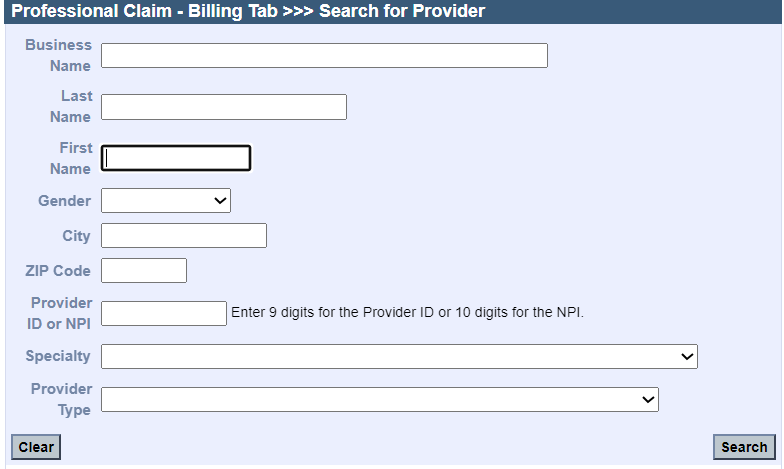 Professional Claim - Billing Tab >>> Search for Provider
Business
Name
Last
Name
First
Name
Gender
City
ZIP Code
Provider
ID or NPI
Enter 9 digits for the Provider ID or 10 digits for the NPI.
Specialty
Provider
Type
Clear
Search